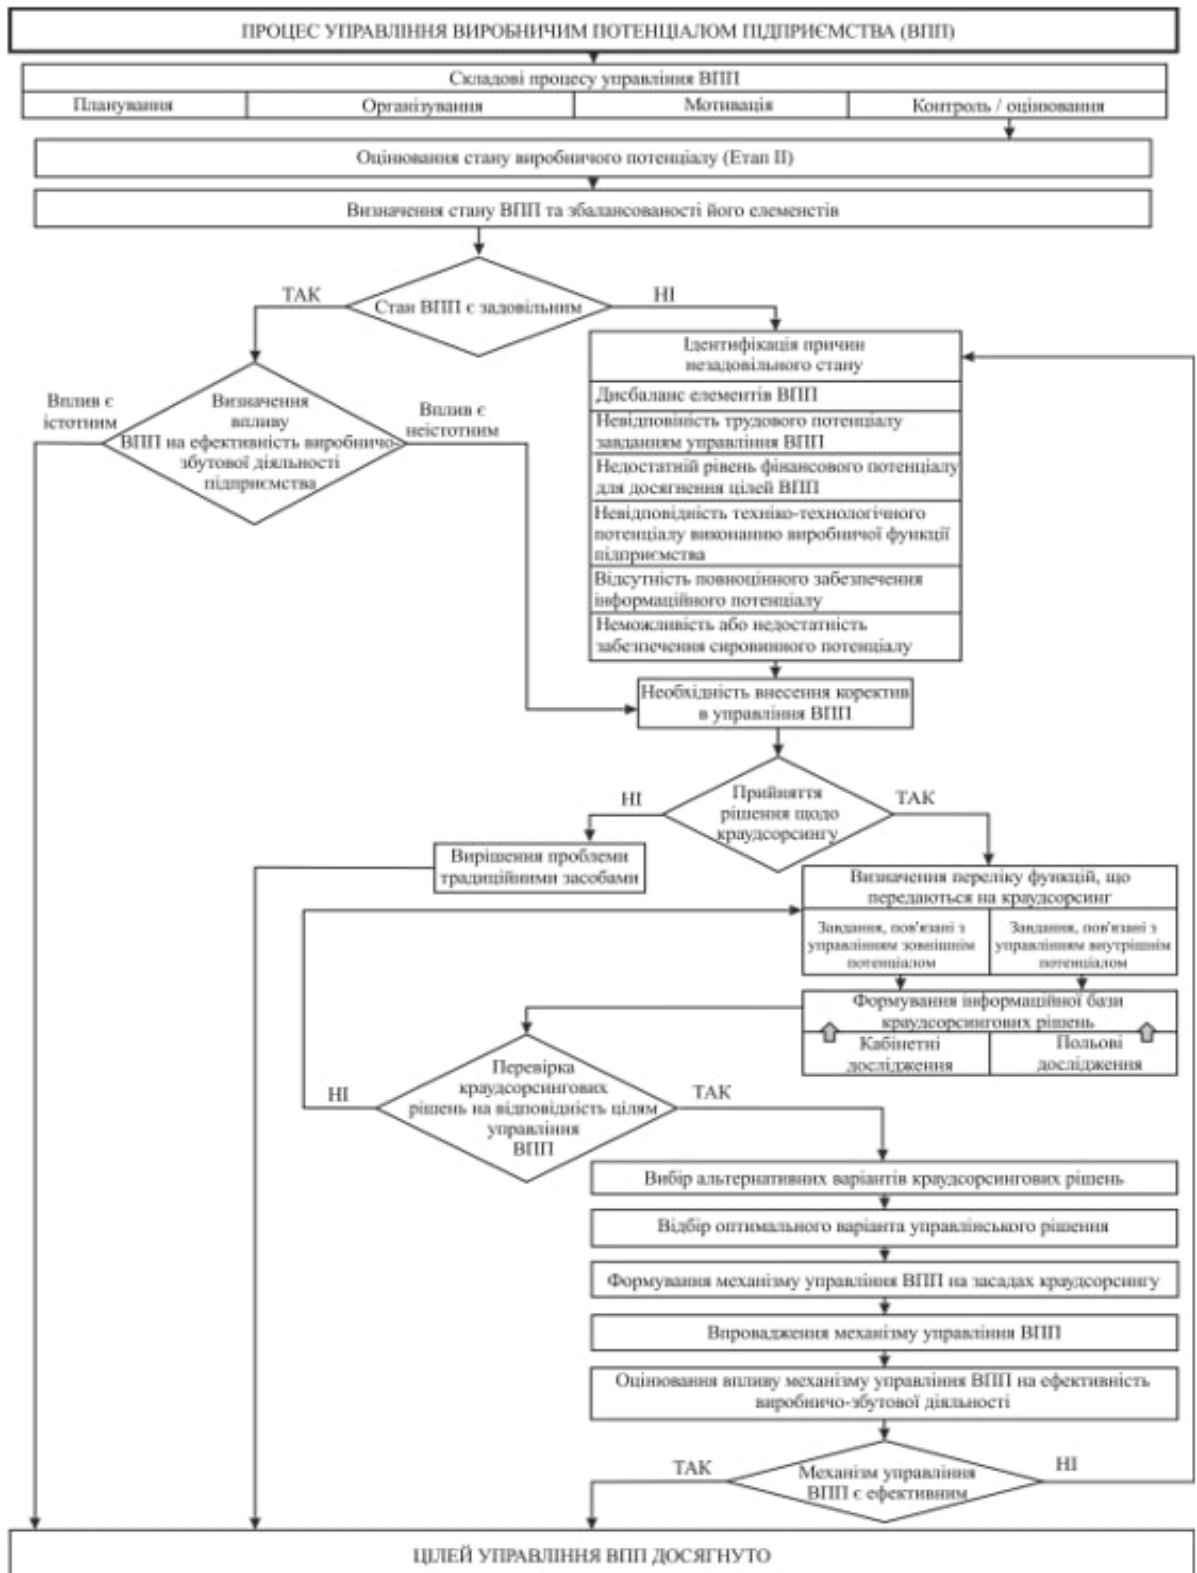 ПРОЦЕС УПРАВЛІННЯ ВИРОБНИЧИМ ПОТЕНЦІАЛОМ ПІДПРИЄМСТВА (ВПП)
Складові процесу управління ВПП
Планування
Організування
Мотивація
Контроль / оцінювання
Оцінювання стану виробничого потенціалу (Етап II)
Визначення стану ВПП та збалансованості його елеменстів
ТАК
Стан ВПП є задовільним
НІ
Вплив є
істотним
Визначення
впливу
ВПП на ефективність виробничо-
збутової діяльності
підприємства
Вплив є
неістотним
Ідентифікація причин
незадовільного стану
Дисбаланс елементів ВПП
Невідповіність трудового потенціалу
завданням управління ВПП
Недостатній рівень фінансового потенціалу
для досягнення цілей ВПП
Невідповідність техніко-технологічного
потенціалу виконанню виробничої функції
підприємства
Відсутність повноцінного забезпечення
інформаційного потенціалу
Неможливість або недостатність
забезпечення сировинного потенціалу
Необхідність внесення коректив
в управління ВПП
НІ
Прийняття
рішення щодо
краудсорсингу
ТАК
Вирішення проблеми
традиційними засобами
Визначення переліку функцій, що
передаються на краудсорсинг
Завдання, пов'язані з
управлінням зовнішнім
потенціалом
Завдання, пов'язані з
управлінням внутрішнім
потенціалом
Формування інформаційної бази
краудсорсингових рішень
Кабінетні
дослідження
Польові
дослідження
НІ
Перевірка
краудсорсингових
рішень на відповідність цілям
управління
ВПП
ТАК
Вибір альтернативних варіантів краудсорсингових рішень
Відбір оптимального варіанта управлінського рішення
Формування механізму управління ВПП на засадах краудсорсингу
Впровадження механізму управління ВПП
Оцінювання впливу механізму управління ВПП на ефективність
виробничо-збутової діяльності
ТАК
Механізм управління
ВПП є ефективним
НІ
ЦІЛЕЙ УПРАВЛІННЯ ВПП ДОСЯГНУТО